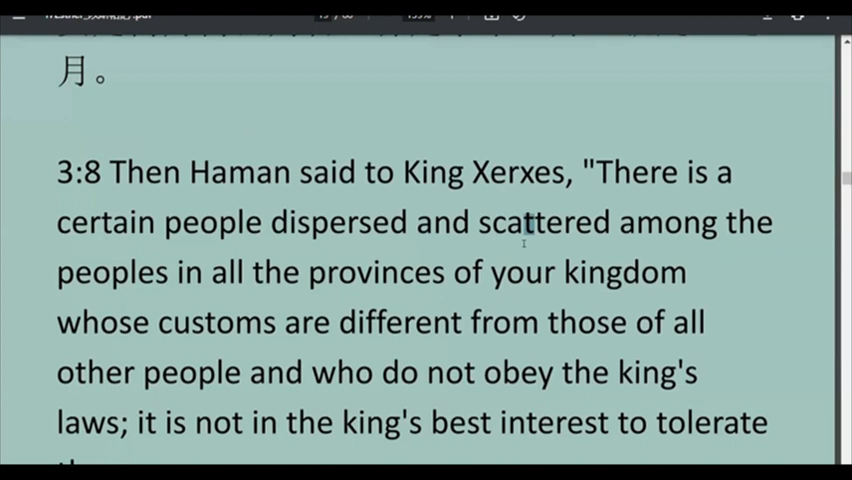 月。
3:8 Then Haman said to King Xerxes, "There is a
certain people dispersed and scattered among the
peoples in all the provinces of your kingdom
whose customs are different from those of all
other people and who do not obey the king's
laws; it is not in the king's best interest to tolerate